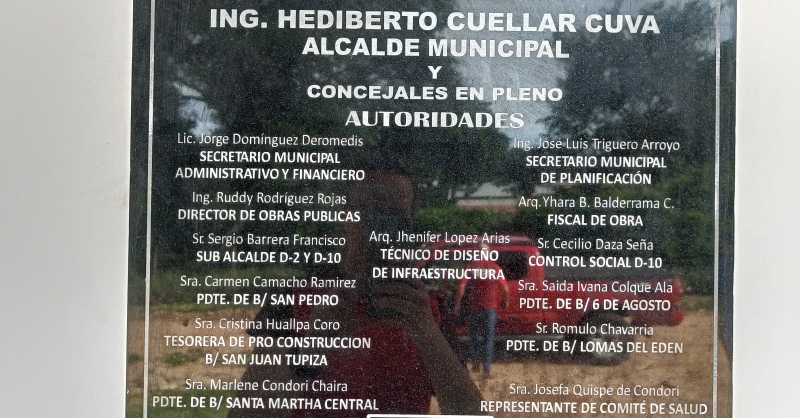 ING. HEDIBERTO CUELLAR CUVA
ALCALDE MUNICIPAL
Y
CONCEJALES EN PLENO
AUTORIDADES
Lic. Jorge Domínguez Deromedis
SECRETARIO MUNICIPAL
ADMINISTRATIVO Y FINANCIERO
Ing. Jose Luis Triguero Arroyo
SECRETARIO MUNICIPAL
DE PLANIFICACIÓN
Ing. Ruddy Rodríguez Rojas
DIRECTOR DE OBRAS PUBLICAS
Arq. Yhara B. Balderrama C.
FISCAL DE OBRA
Sr. Sergio Barrera Francisco
SUB ALCALDE D-2 Y D-10
Arq. Jhenifer Lopez Arias
TÉCNICO DE DISEÑO
DE INFRAESTRUCTURA
Sr. Cecilio Daza Seña
CONTROL SOCIAL D-10
Sra. Carmen Camacho Ramirez
PDTE. DE B/ SAN PEDRO
Sra. Saida Ivana Colque Ala
PDTE. DE B/ 6 DE AGOSTO
Sra. Cristina Huallpa Coro
TESORERA DE PRO CONSTRUCCION
B/ SAN JUAN TUPIZA
Sr. Romulo Chavarria
PDTE. DE B/ LOMAS DEL EDEN
Sra. Marlene Condori Chaira
PDTE. DE B/ SANTA MARTHA CENTRAL
Sra. Josefa Quispe de Condori
REPRESENTANTE DE COMITÉ DE SALUD